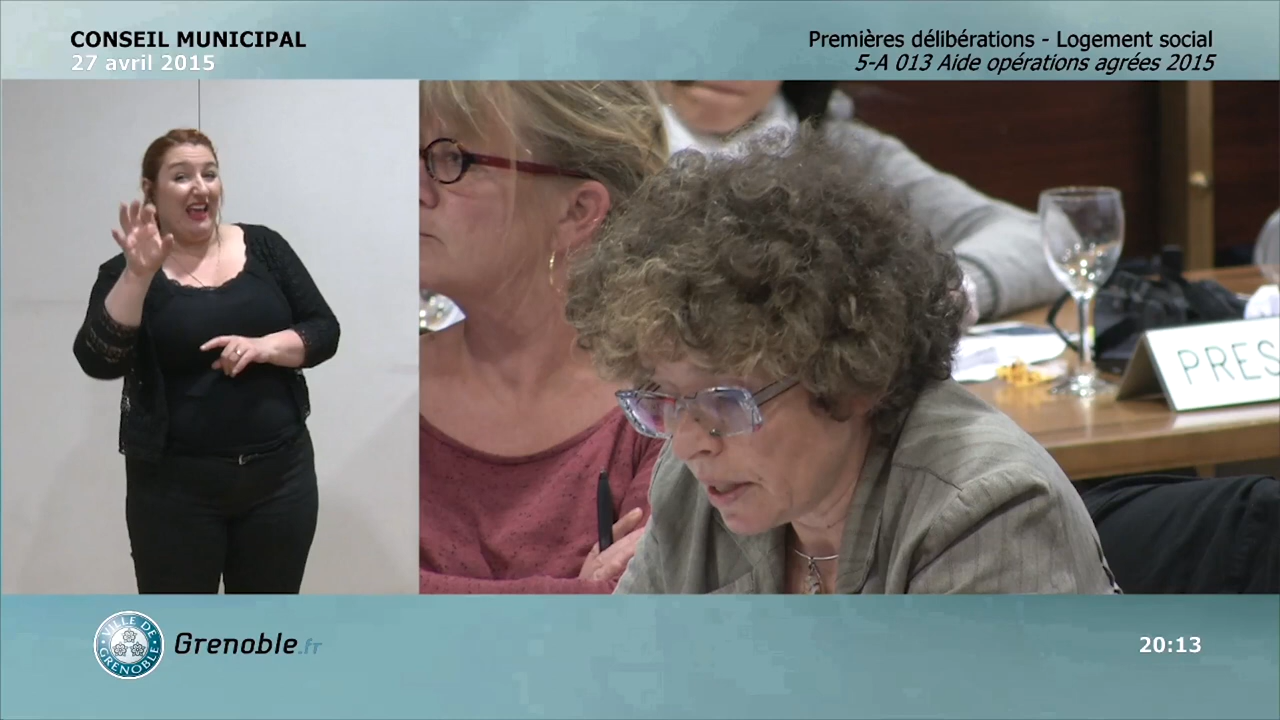 CONSEIL MUNICIPAL
27 avril 2015
Premières délibérations - Logement social
5-A 013 Aide opérations agrées 2015
PRES
VILLE DE GRENOBLE
Grenoble.fr
20:13